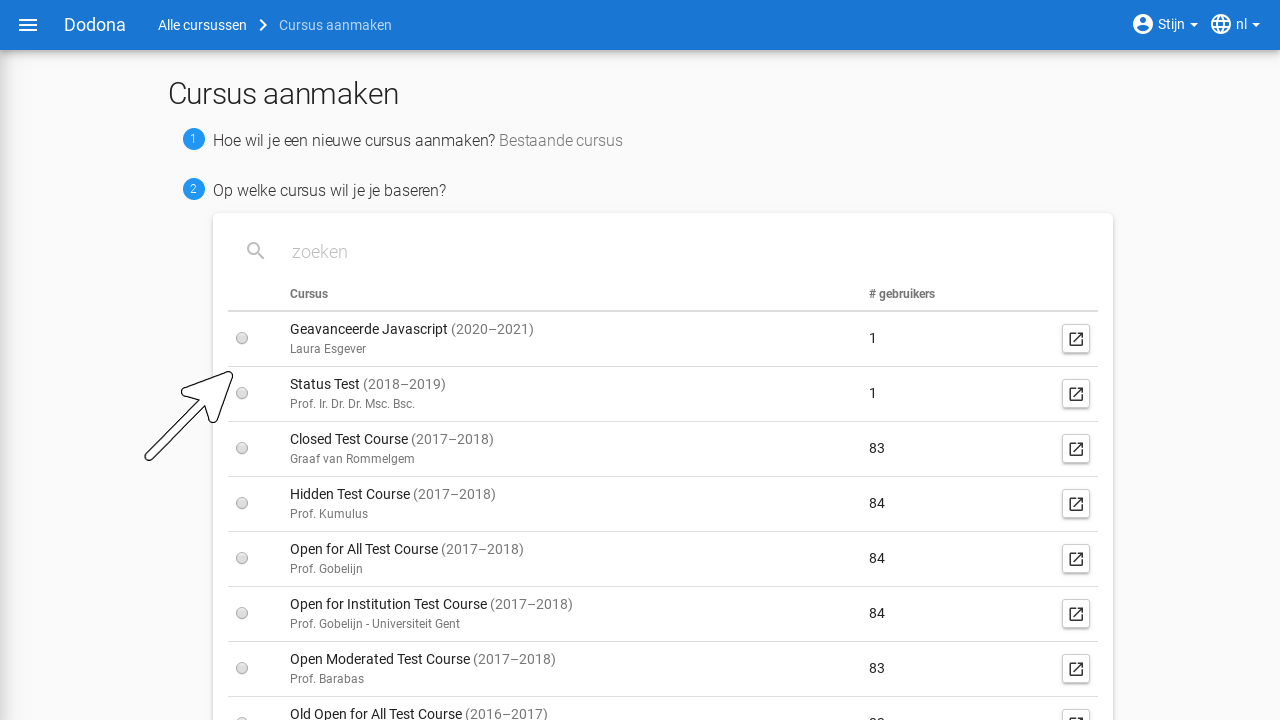 Dodona Alle cursussen Cursus aanmaken Stijn nl
Cursus aanmaken
1 Hoe wil je een nieuwe cursus aanmaken? Bestaande cursus
2 Op welke cursus wil je je baseren?
zoeken
Cursus # gebruikers
Geavanceerde Javascript (2020–2021)
Laura Esgever
1
Status Test (2018–2019)
Prof. Ir. Dr. Dr. Msc. Bsc.
1
Closed Test Course (2017–2018)
Graaf van Rommelgem
83
Hidden Test Course (2017–2018)
Prof. Kumulus
84
Open for All Test Course (2017–2018)
Prof. Gobelijn
84
Open for Institution Test Course (2017–2018)
Prof. Gobelijn - Universiteit Gent
84
Open Moderated Test Course (2017–2018)
Prof. Barabas
83
Old Open for All Test Course (2016–2017)